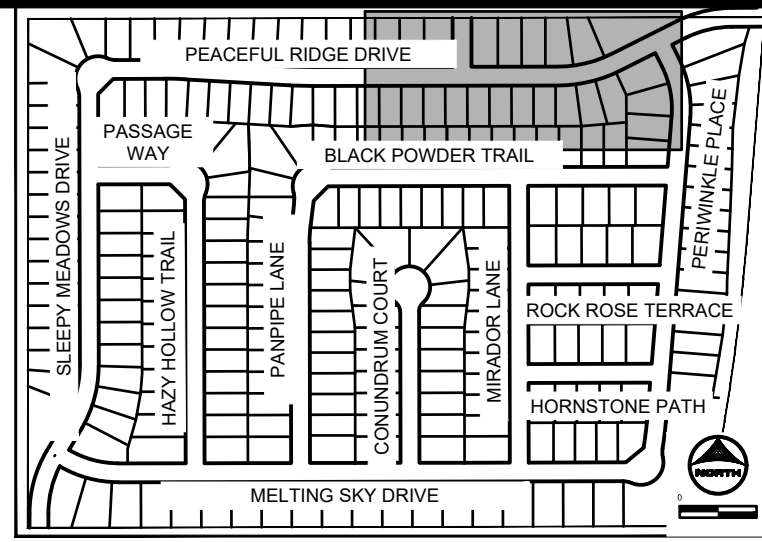 PEACEFUL RIDGE DRIVE
PASSAGE
WAY
BLACK POWDER TRAIL
PERIWINKLE PLACE
SLEEPY MEADOWS DRIVE
HAZY HOLLOW TRAIL
PANPIPE LANE
CONUNDRUM COURT
MIRADOR LANE
ROCK ROSE TERRACE
HORNSTONE PATH
MELTING SKY DRIVE
NORTH
0